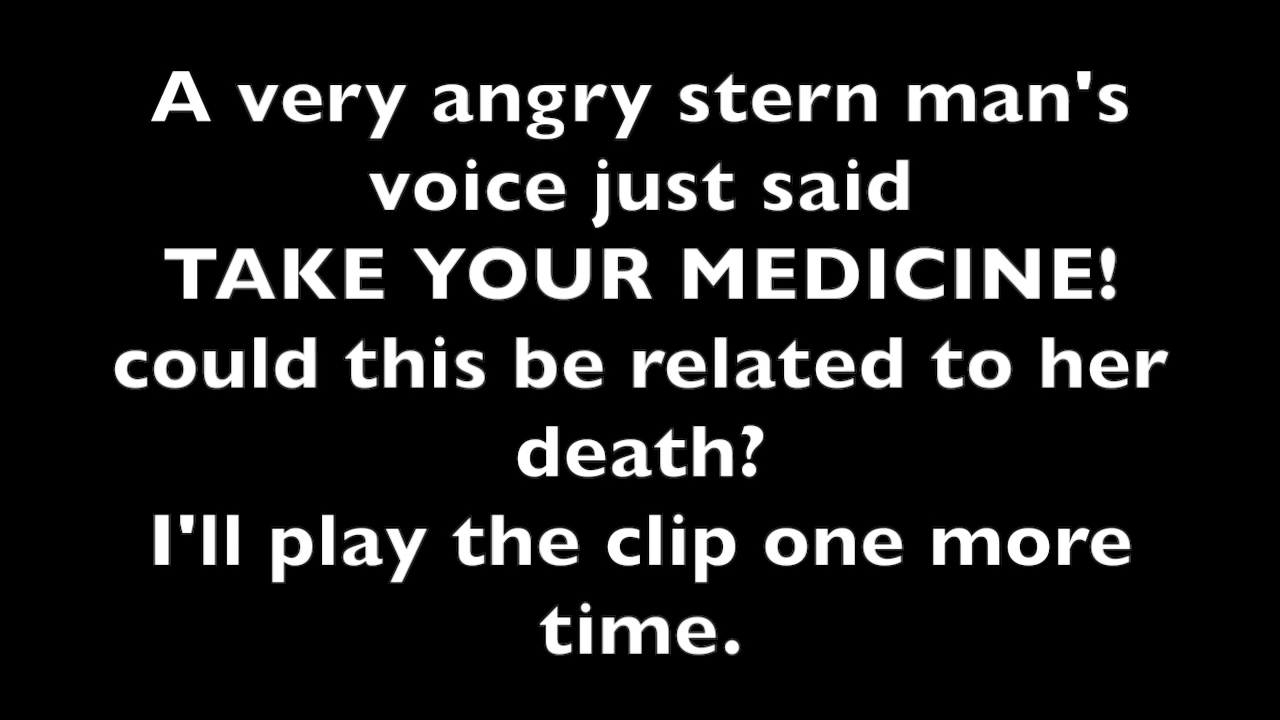 A very angry stern man's
voice just said
TAKE YOUR MEDICINE!
could this be related to her
death?
I'll play the clip one more
time.